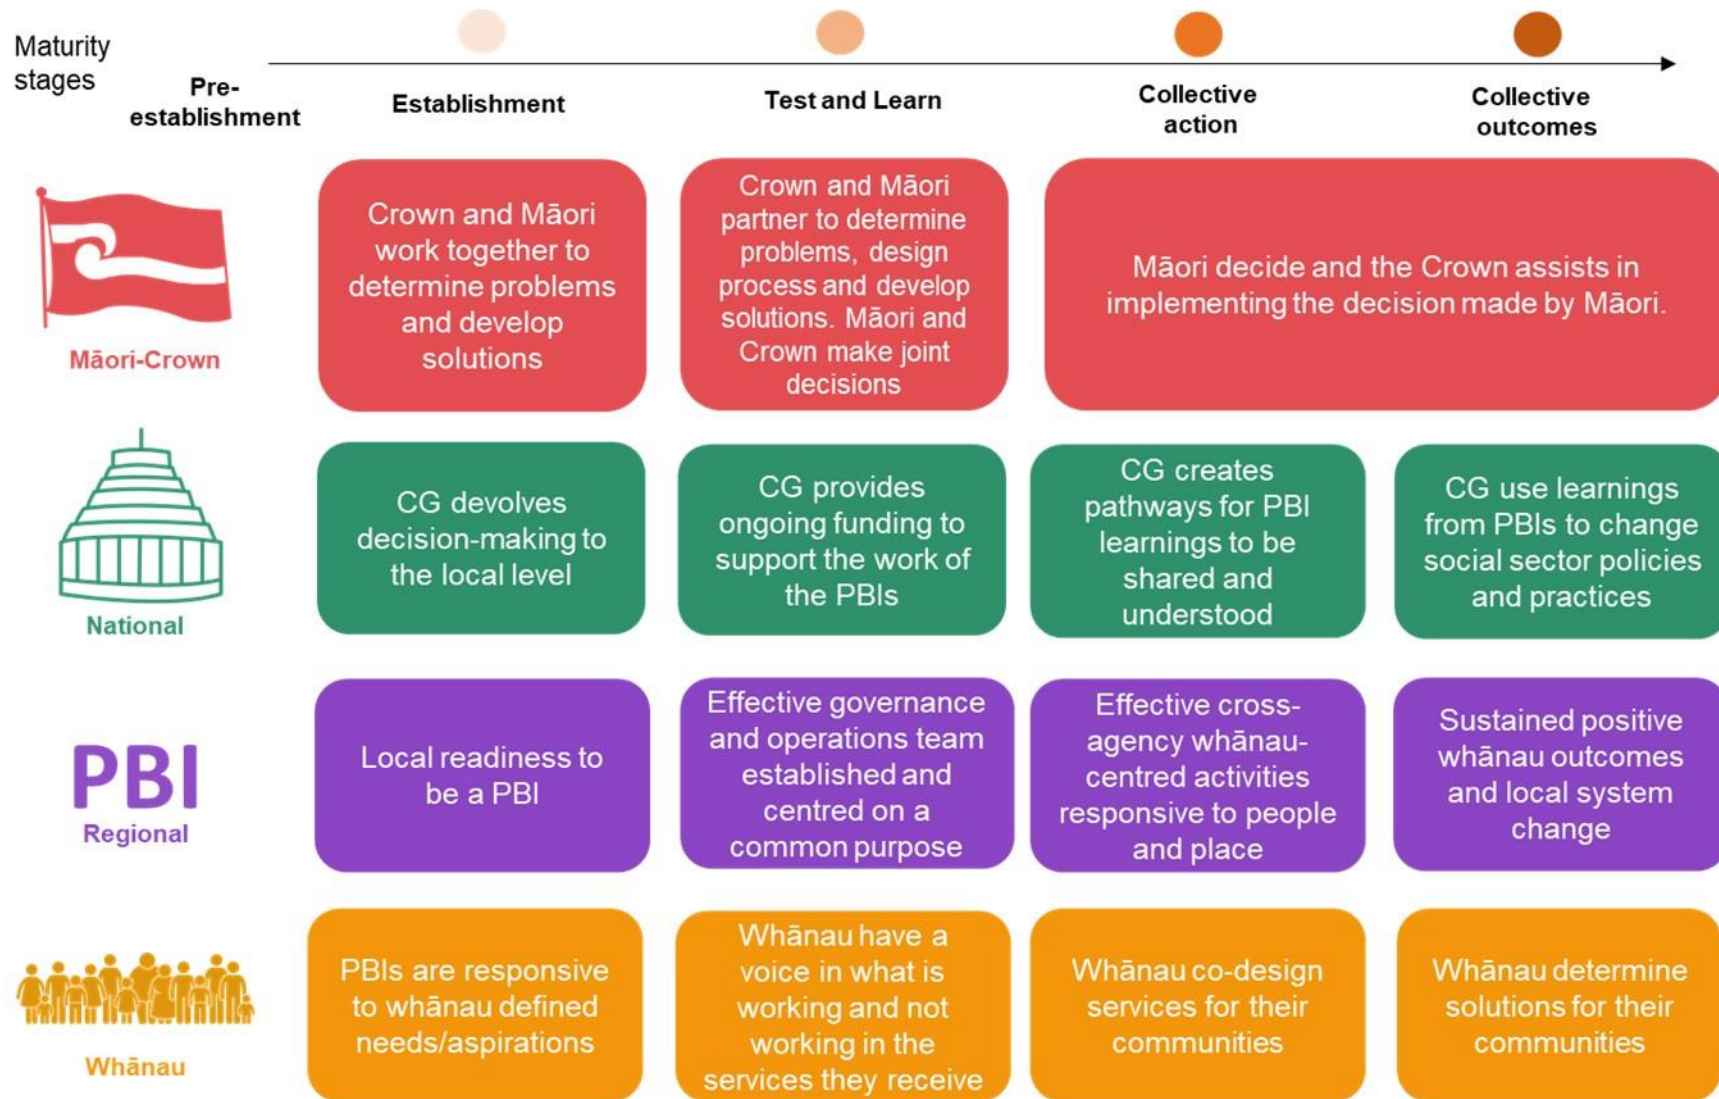 Maturity
stages
Pre-
establishment
Establishment
Test and Learn
Collective
action
Collective
outcomes
Māori-Crown
Crown and Māori
work together to
determine problems
and develop
solutions
Crown and Māori
partner to determine
problems, design
process and develop
solutions. Māori and
Crown make joint
decisions
Māori decide and the Crown assists in
implementing the decision made by Māori.
National
CG devolves
decision-making to
the local level
CG provides
ongoing funding to
support the work of
the PBIs
CG creates
pathways for PBI
learnings to be
shared and
understood
CG use learnings
from PBIs to change
social sector policies
and practices
PBI
Regional
Local readiness to
be a PBI
Effective governance
and operations team
established and
centred on a
common purpose
Effective cross-
agency whānau-
centred activities
responsive to people
and place
Sustained positive
whānau outcomes
and local system
change
Whānau
PBIs are responsive
to whānau defined
needs/aspirations
Whānau have a
voice in what is
working and not
working in the
services they receive
Whānau co-design
services for their
communities
Whānau determine
solutions for their
communities